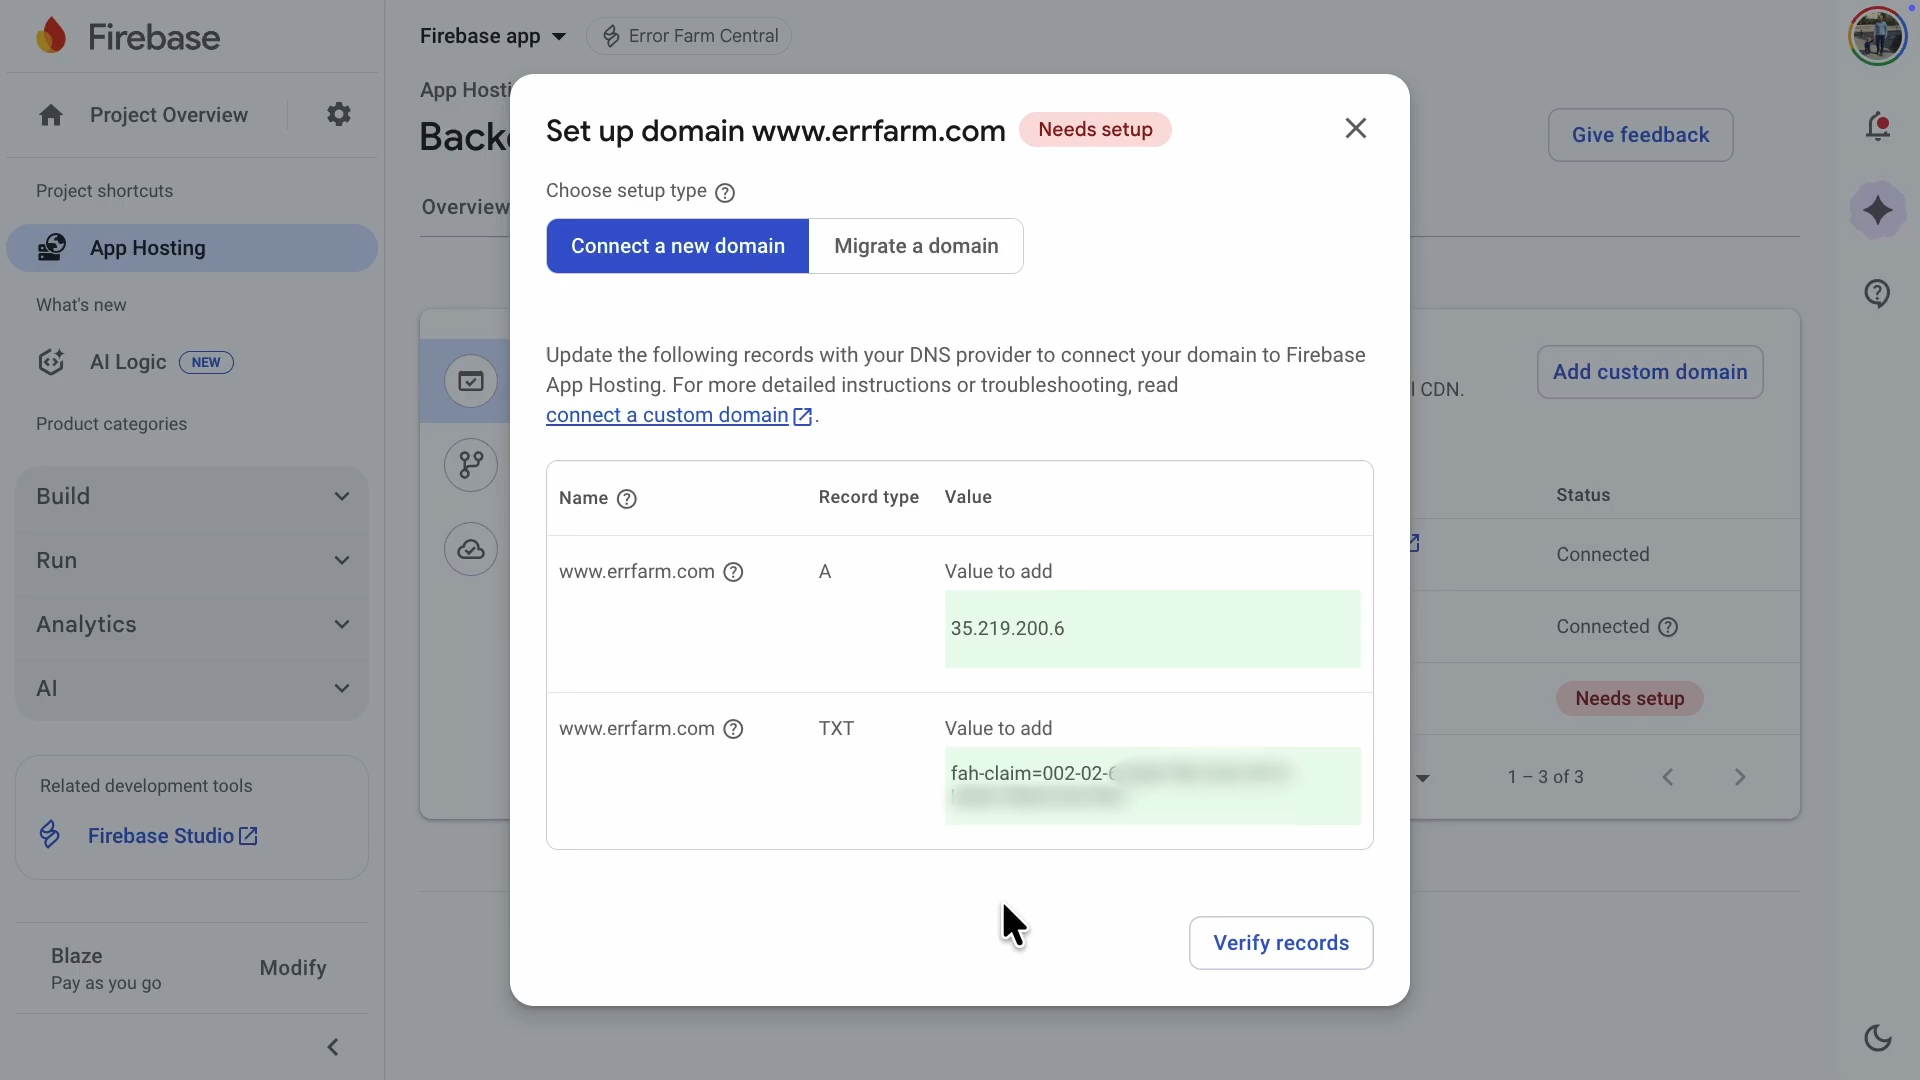 Firebase
Project Overview
Project shortcuts
App Hosting
What's new
AI Logic NEW
Product categories
Build
Run
Analytics
AI
Related development tools
Firebase Studio
Blaze
Pay as you go
Modify
Firebase app
Error Farm Central
App Hosti
Back
Give feedback
Overview
Set up domain www.errfarm.com Needs setup
Choose setup type
Connect a new domain
Migrate a domain
Update the following records with your DNS provider to connect your domain to Firebase
App Hosting. For more detailed instructions or troubleshooting, read
connect a custom domain .
Name Record type Value
www.errfarm.com A Value to add
35.219.200.6
www.errfarm.com TXT Value to add
fah-claim=002-02-
Verify records
CDN.
Add custom domain
Status
Connected
Connected
Needs setup
1 – 3 of 3